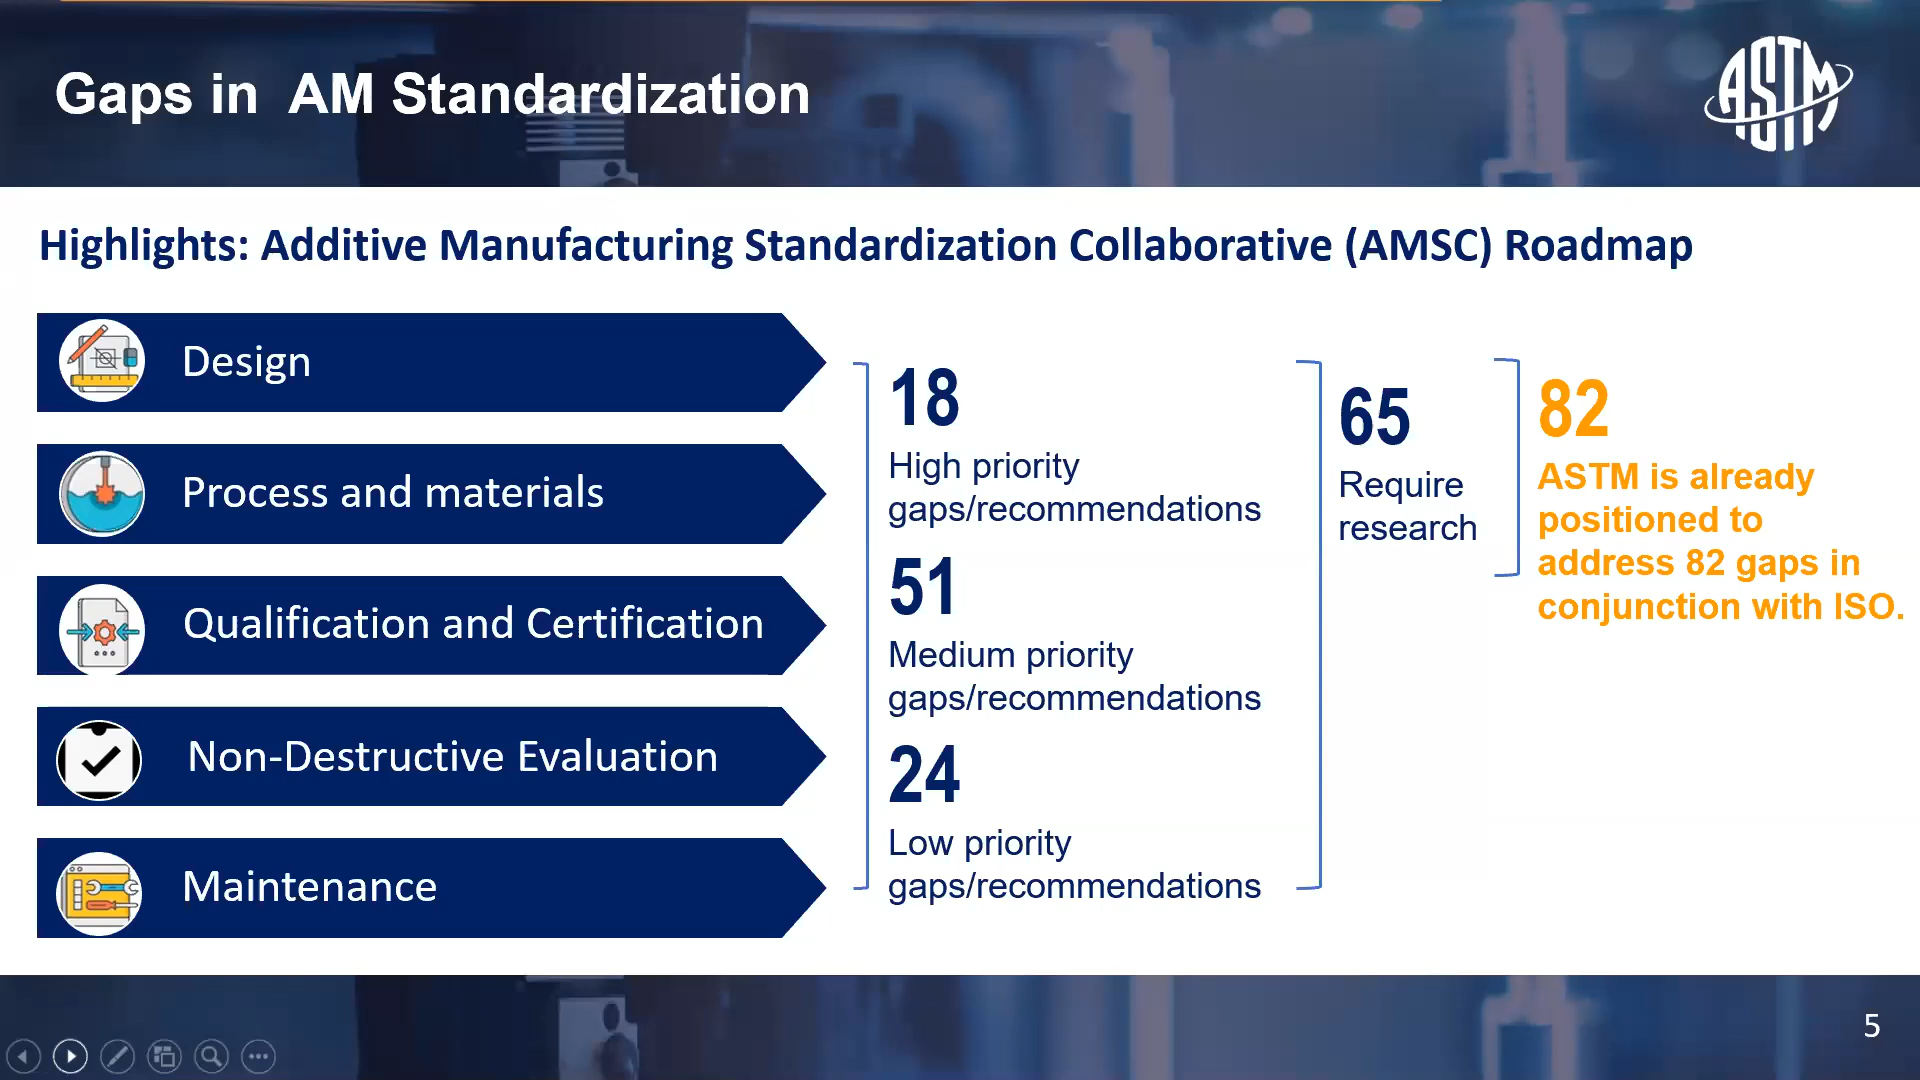 Gaps in  AM Standardization
ASTM
Highlights: Additive Manufacturing Standardization Collaborative (AMSC) Roadmap
Design
Process and materials
Qualification and Certification
Non-Destructive Evaluation
Maintenance
18
High priority
gaps/recommendations
51
Medium priority
gaps/recommendations
24
Low priority
gaps/recommendations
65
Require
research
82
ASTM is already
positioned to
address 82 gaps in
conjunction with ISO.
5